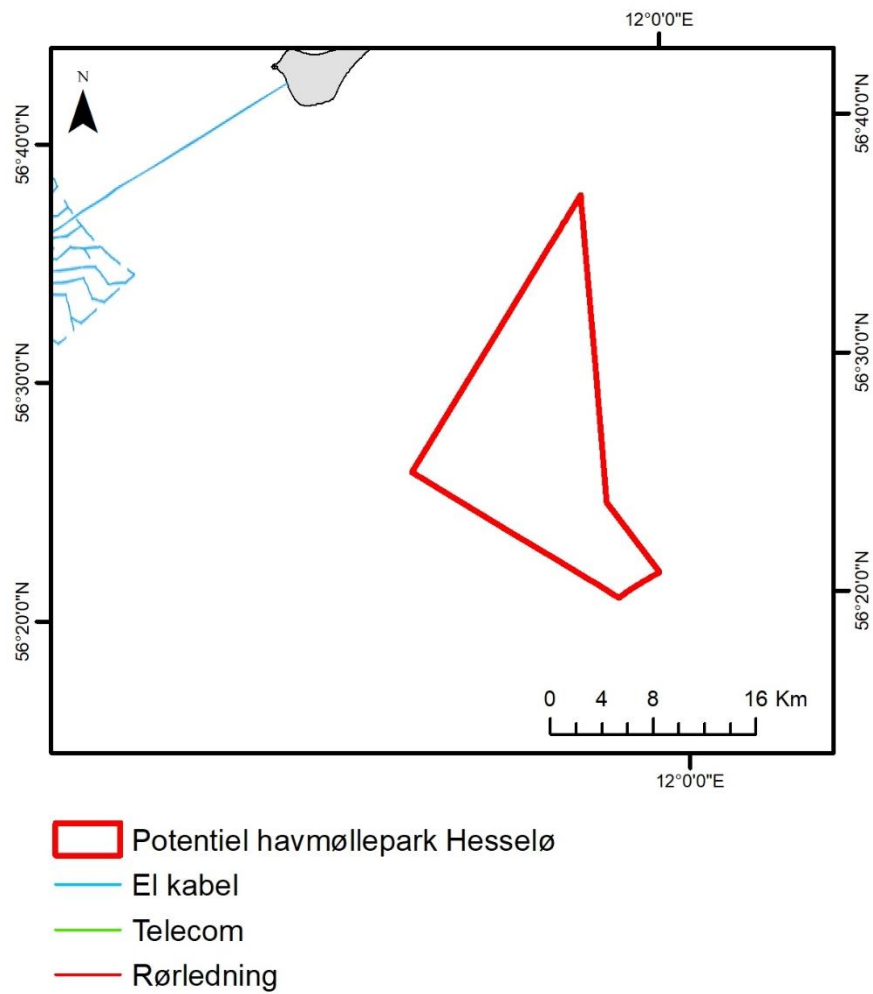 12°0'0"E
N
56°40'0"N
56°40'0"N
56°30'0"N
56°30'0"N
56°20'0"N
56°20'0"N
0 4 8 16 Km
12°0'0"E
Potentiel havmøllepark Hesselø
El kabel
Telecom
Rørledning